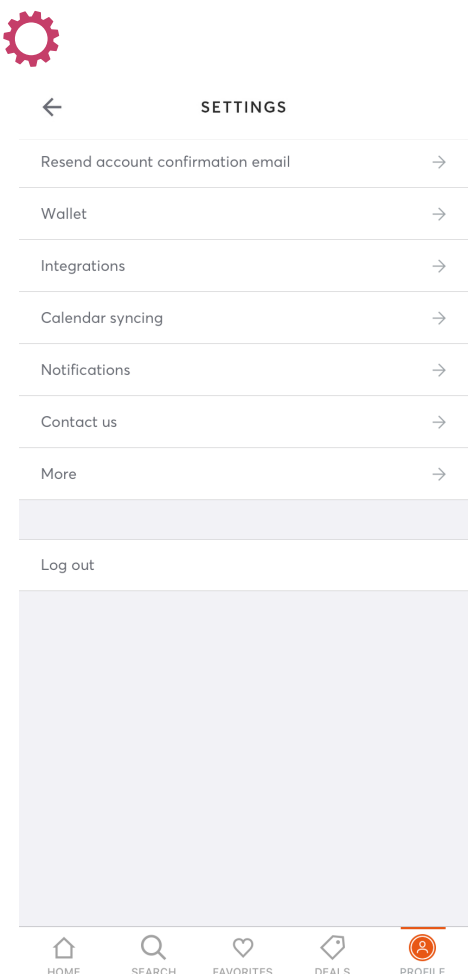 SETTINGS
Resend account confirmation email
Wallet
Integrations
Calendar syncing
Notifications
Contact us
More
Log out
HOME SEARCH FAVORITES DEALS PROFILE